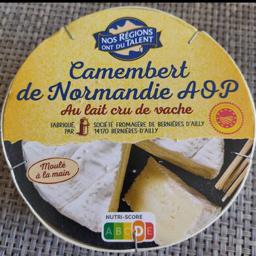 NOS RÉGIONS
ONT DU TALENT
Camembert
de Normandie AOP
Au lait cru de vache
FABRIQUÉ PAR
SOCIÉTÉ FROMAGÈRE DE BERNIÈRES D'AILLY
14170 BERNIÈRES-D'AILLY
Moulé
à la main
NUTRI-SCORE
A B C D E